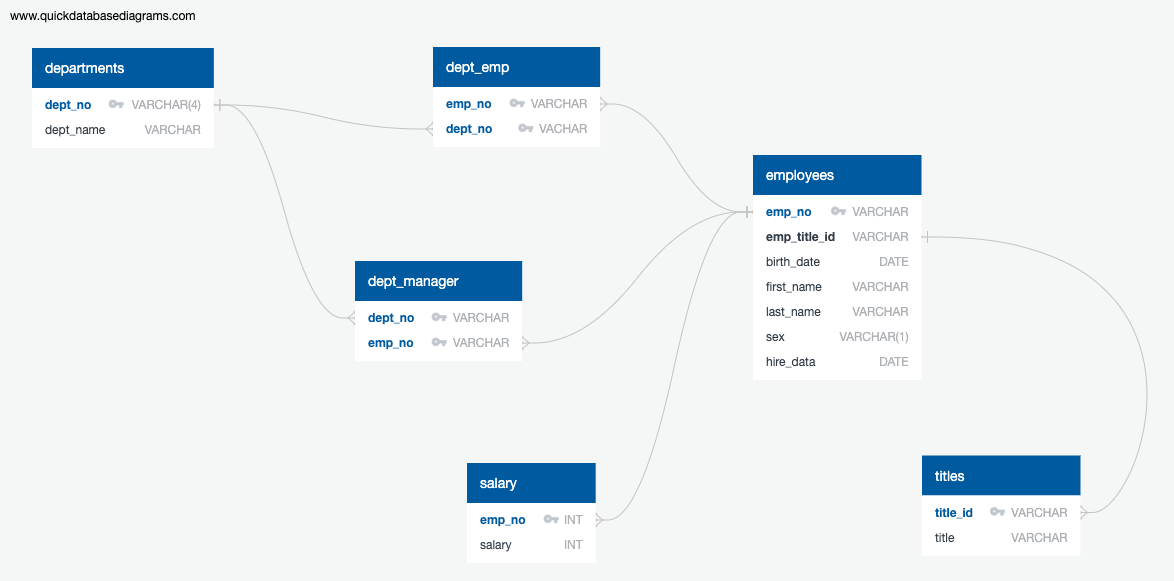 www.quickdatabasediagrams.com
departments
dept_no VARCHAR(4)
dept_name VARCHAR
dept_emp
emp_no VARCHAR
dept_no VACHAR
employees
emp_no VARCHAR
emp_title_id VARCHAR
birth_date DATE
first_name VARCHAR
last_name VARCHAR
sex VARCHAR(1)
hire_data DATE
dept_manager
dept_no VARCHAR
emp_no VARCHAR
salary
emp_no INT
salary INT
titles
title_id VARCHAR
title VARCHAR